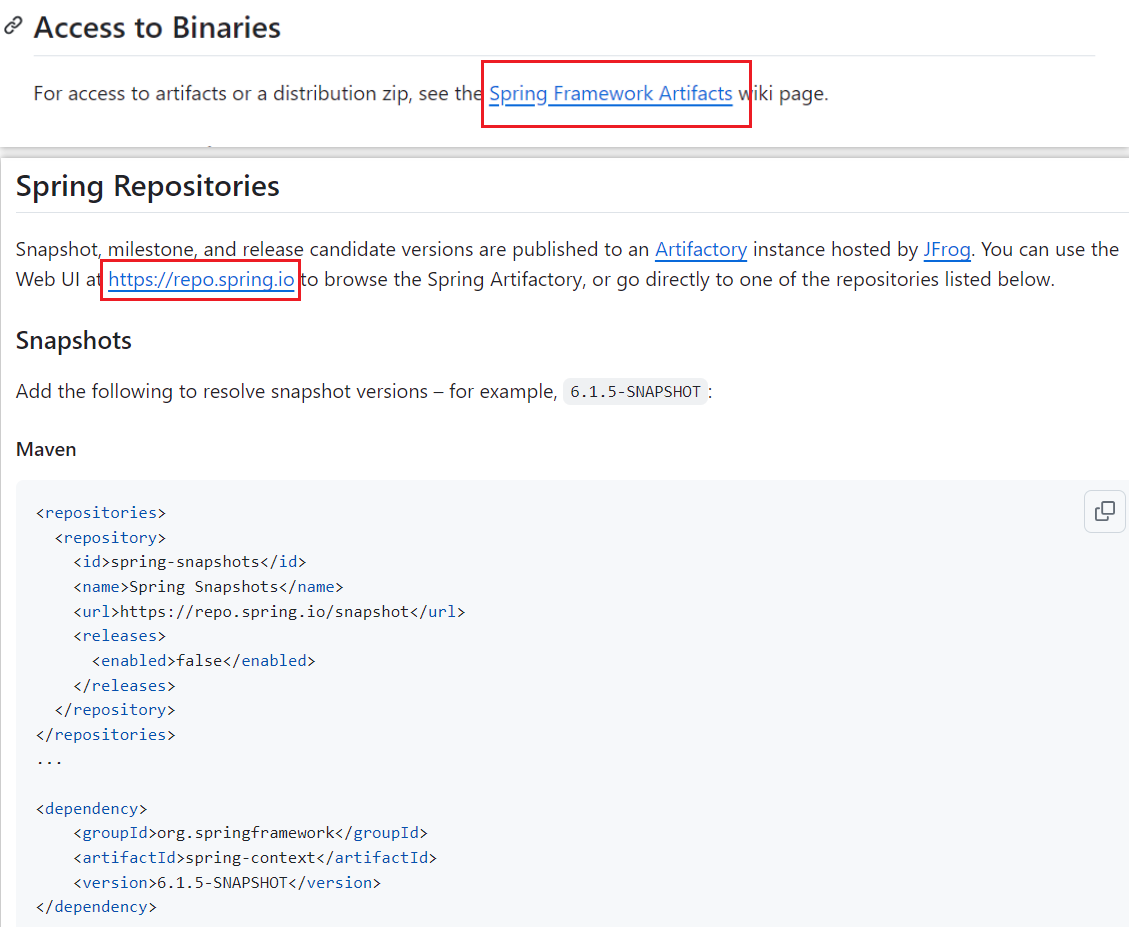 Access to Binaries
For access to artifacts or a distribution zip, see the Spring Framework Artifacts wiki page.
Spring Repositories
Snapshot, milestone, and release candidate versions are published to an Artifactory instance hosted by JFrog. You can use the
Web UI at https://repo.spring.io to browse the Spring Artifactory, or go directly to one of the repositories listed below.
Snapshots
Add the following to resolve snapshot versions – for example, 6.1.5-SNAPSHOT:
Maven
<repositories>
  <repository>
    <id>spring-snapshots</id>
    <name>Spring Snapshots</name>
    <url>https://repo.spring.io/snapshot</url>
    <releases>
      <enabled>false</enabled>
    </releases>
  </repository>
</repositories>
...
<dependency>
    <groupId>org.springframework</groupId>
    <artifactId>spring-context</artifactId>
    <version>6.1.5-SNAPSHOT</version>
</dependency>